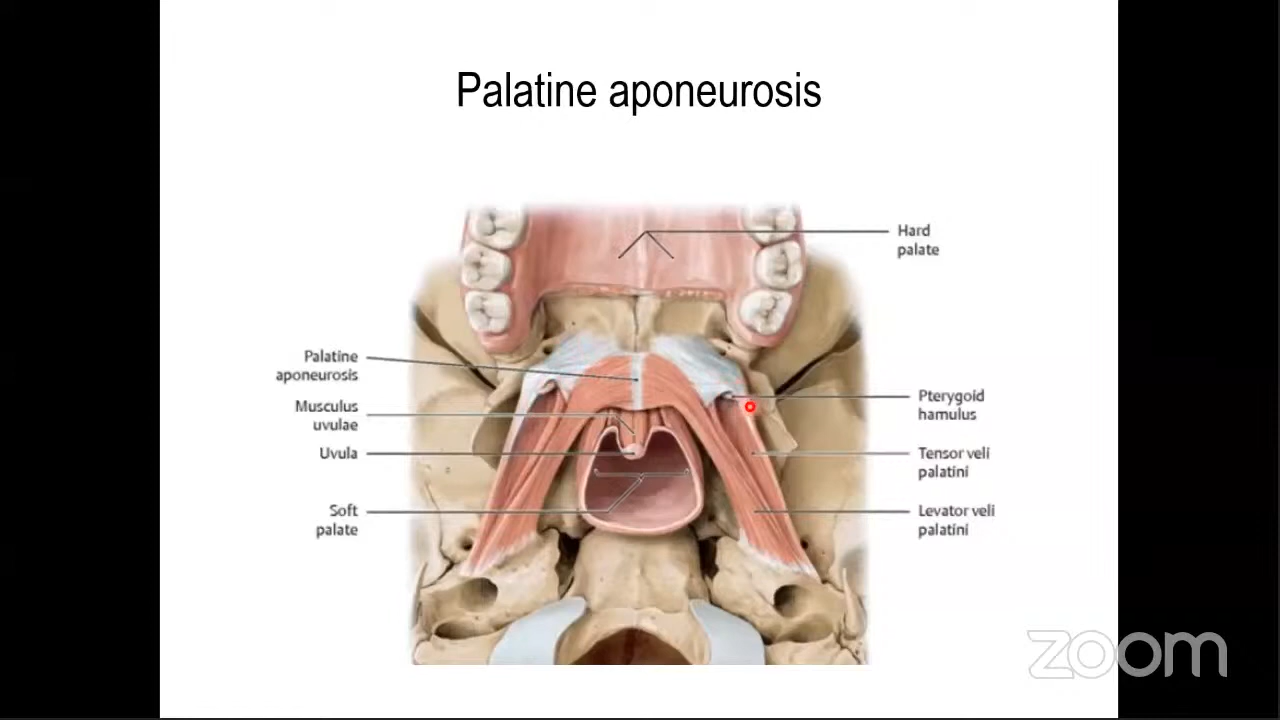 Palatine aponeurosis
Hard
palate
Palatine
aponeurosis
Musculus
uvulae
Uvula
Soft
palate
Pterygoid
hamulus
Tensor veli
palatini
Levator veli
palatini
zoom